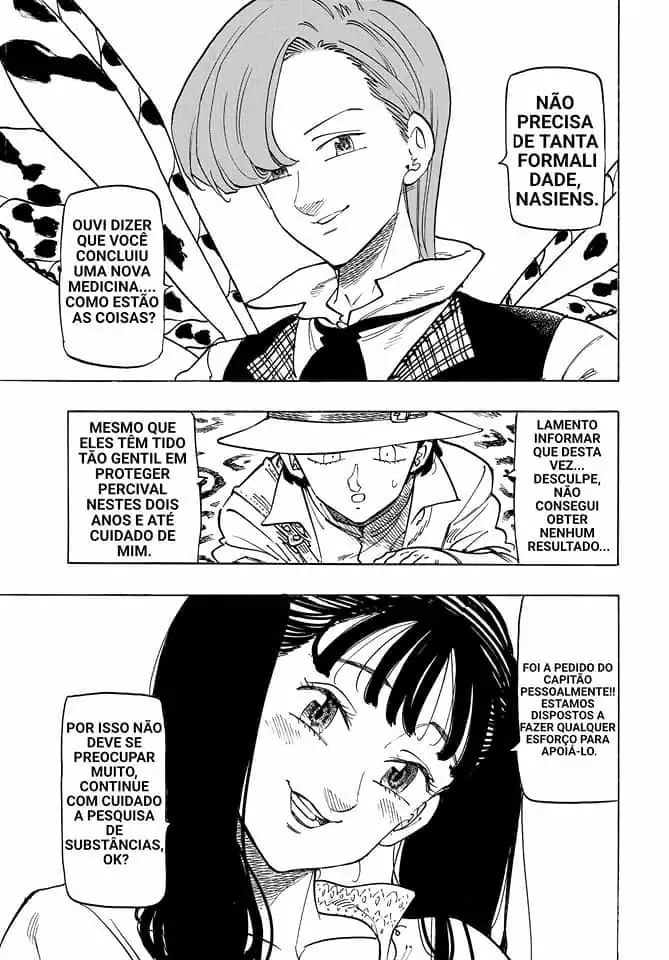 NÃO
PRECISA
DE TANTA
FORMALI
DADE,
NASIENS.
OUVI DIZER
QUE VOCÊ
CONCLUIU
UMA NOVA
MEDICINA....
COMO ESTÃO
AS COISAS?
LAMENTO
INFORMAR
QUE DESTA
VEZ...
DESCULPE,
NÃO
CONSEGUI
OBTER
NENHUM
RESULTADO...
MESMO QUE
ELES TÊM TIDO
TÃO GENTIL EM
PROTEGER
PERCIVAL
NESTES DOIS
ANOS E ATÉ
CUIDADO DE
MIM.
FOI A PEDIDO DO
CAPITÃO
PESSOALMENTE!!
ESTAMOS
DISPOSTOS A
FAZER QUALQUER
ESFORÇO PARA
APOIÁ-LO.
POR ISSO NÃO
DEVE SE
PREOCUPAR
MUITO,
CONTINUE
COM CUIDADO
A PESQUISA
DE
SUBSTÂNCIAS,
OK?